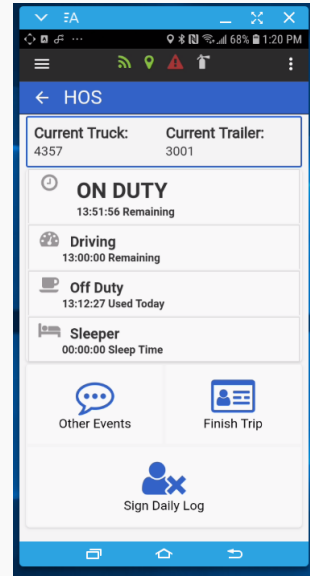 EA
68% 1:20 PM
HOS
Current Truck: Current Trailer:
4357 3001
ON DUTY
13:51:56 Remaining
Driving
13:00:00 Remaining
Off Duty
13:12:27 Used Today
Sleeper
00:00:00 Sleep Time
Other Events Finish Trip
Sign Daily Log